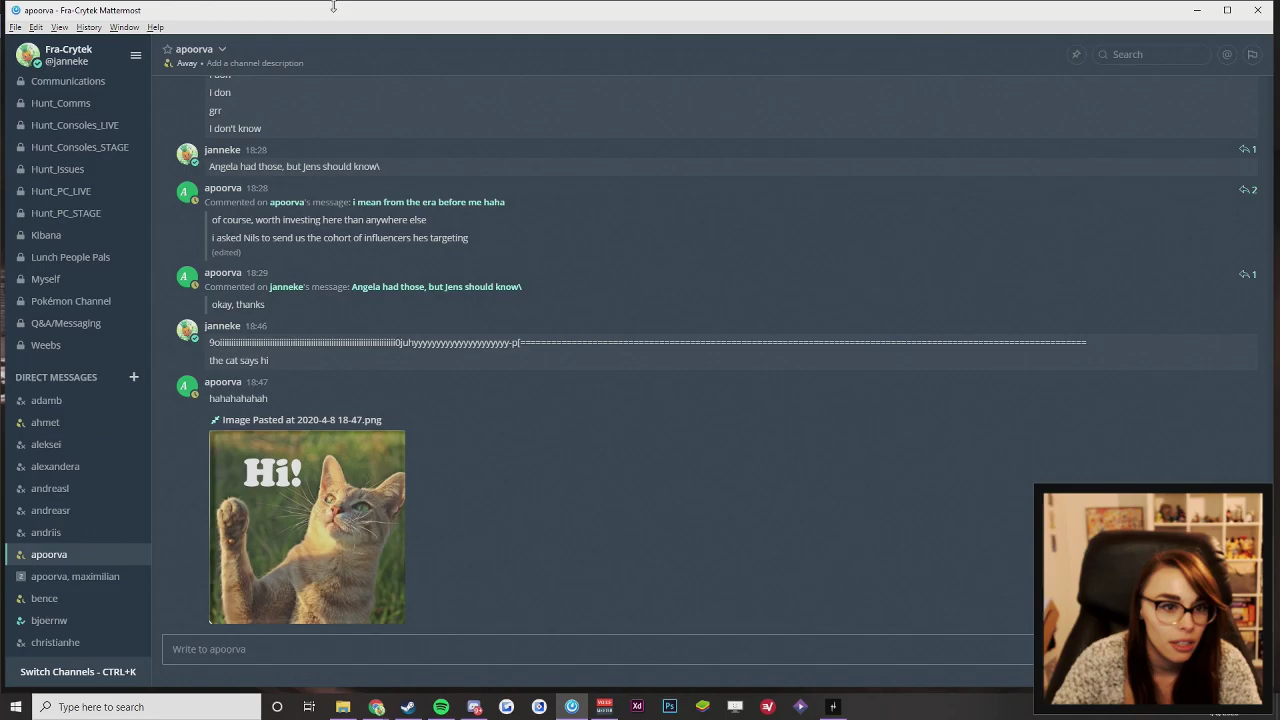 apoorva - Fra-Crytek Mattermost
File Edit View History Window Help
Fra-Crytek
@janneke
Communications
Hunt_Comms
Hunt_Consoles_LIVE
Hunt_Consoles_STAGE
Hunt_Issues
Hunt_PC_LIVE
Hunt_PC_STAGE
Kibana
Lunch Peoples Pals
Myself
Pokémon Channel
Q&A/Messaging
Weebs
DIRECT MESSAGES +
adamb
ahmet
aleksei
alexandera
andreasl
andreasr
andriis
apoorva
2 apoorva, maximilian
bence
bjoernw
christianhe
Switch Channels - CTRL+K
apoorva
Away • Add a channel description
Search
I don
grr
I don't know
janneke 18:28
1
Angela had those, but Jens should know\
apoorva 18:28
2
Commented on apoorva's message: i mean from the era before me haha
of course, worth investing here than anywhere else
i asked Nils to send us the cohort of influencers hes targeting
(edited)
apoorva 18:29
1
Commented on janneke's message: Angela had those, but Jens should know\
okay, thanks
janneke 18:46
the cat says hi
apoorva 18:47
hahahahahah
Image Pasted at 2020-4-8 18-47.png
Hi!
Write to apoorva
Type here to search
Xd
Ps